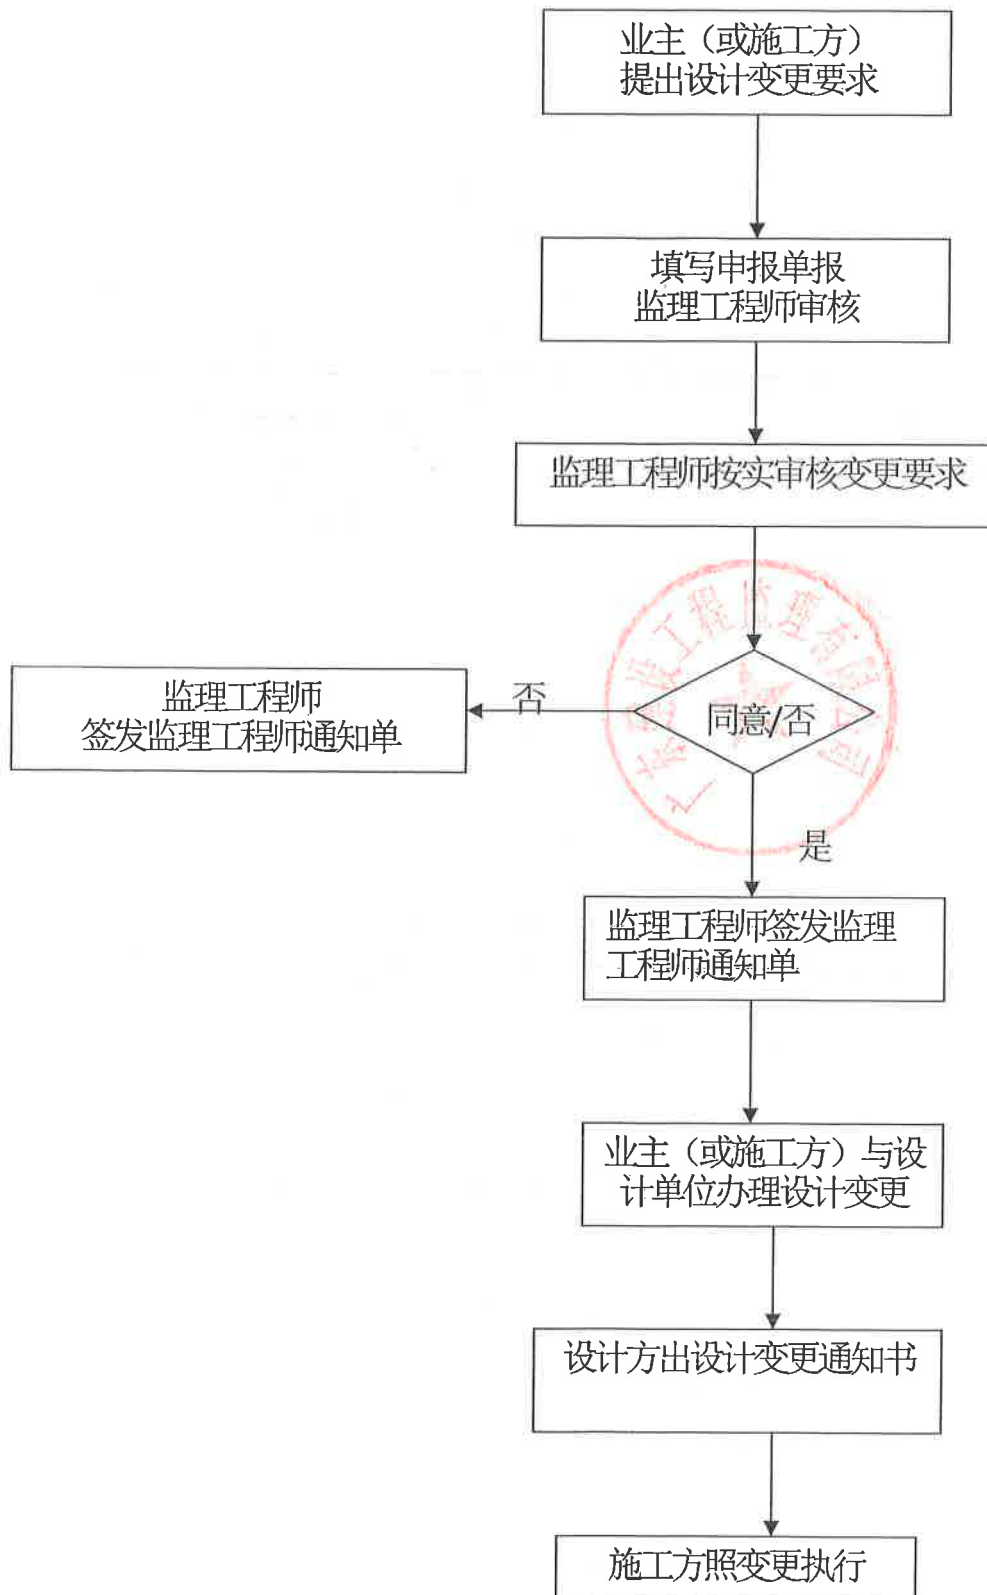 业主（或施工方）
提出设计变更要求
填写申报单报
监理工程师审核
监理工程师按实审核变更要求
同意/否
否
监理工程师
签发监理工程师通知单
是
监理工程师签发监理
工程师通知单
业主（或施工方）与设
计单位办理设计变更
设计方出设计变更通知书
施工方照变更执行